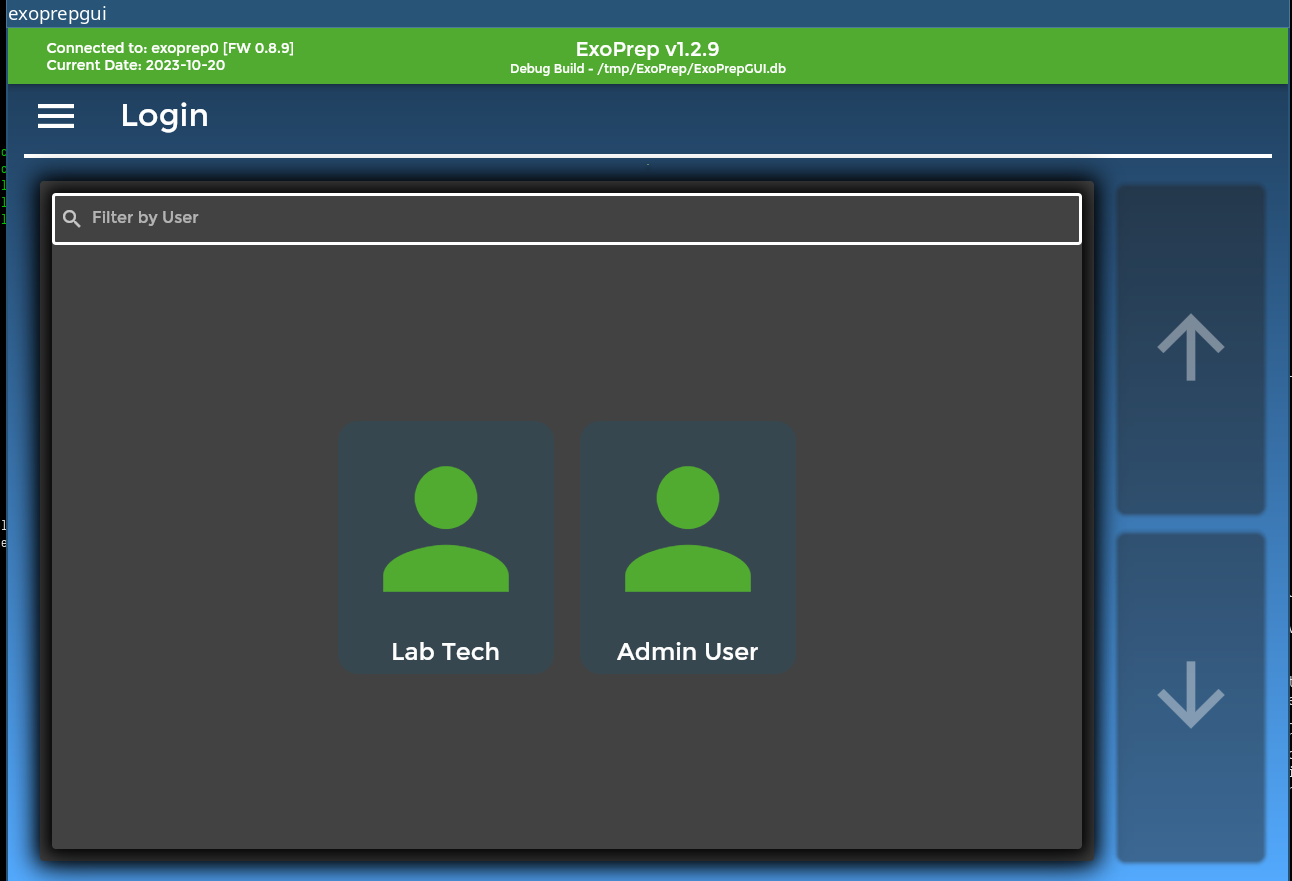 exoprepgui
Connected to: exoprep0 [FW 0.8.9]
Current Date: 2023-10-20
ExoPrep v1.2.9
Debug Build - /tmp/ExoPrep/ExoPrepGUI.db
Login
Filter by User
Lab Tech
Admin User